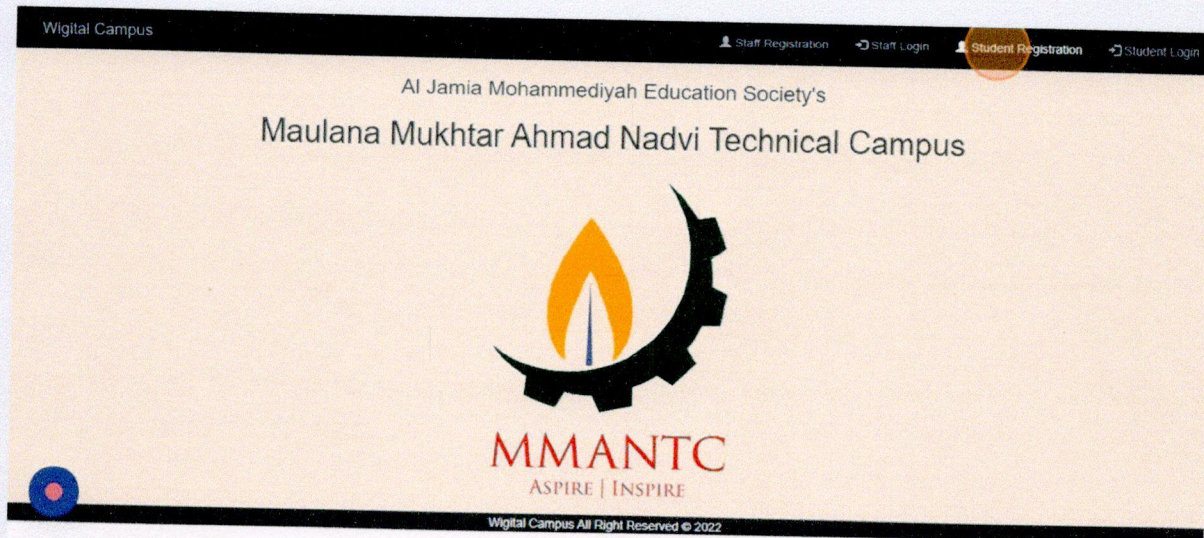 Wigital Campus
Staff Registration
Staff Login
Student Registration
Student Login
Al Jamia Mohammediyah Education Society's
Maulana Mukhtar Ahmad Nadvi Technical Campus
MMANTC
ASPIRE | INSPIRE
Wigital Campus All Right Reserved © 2022